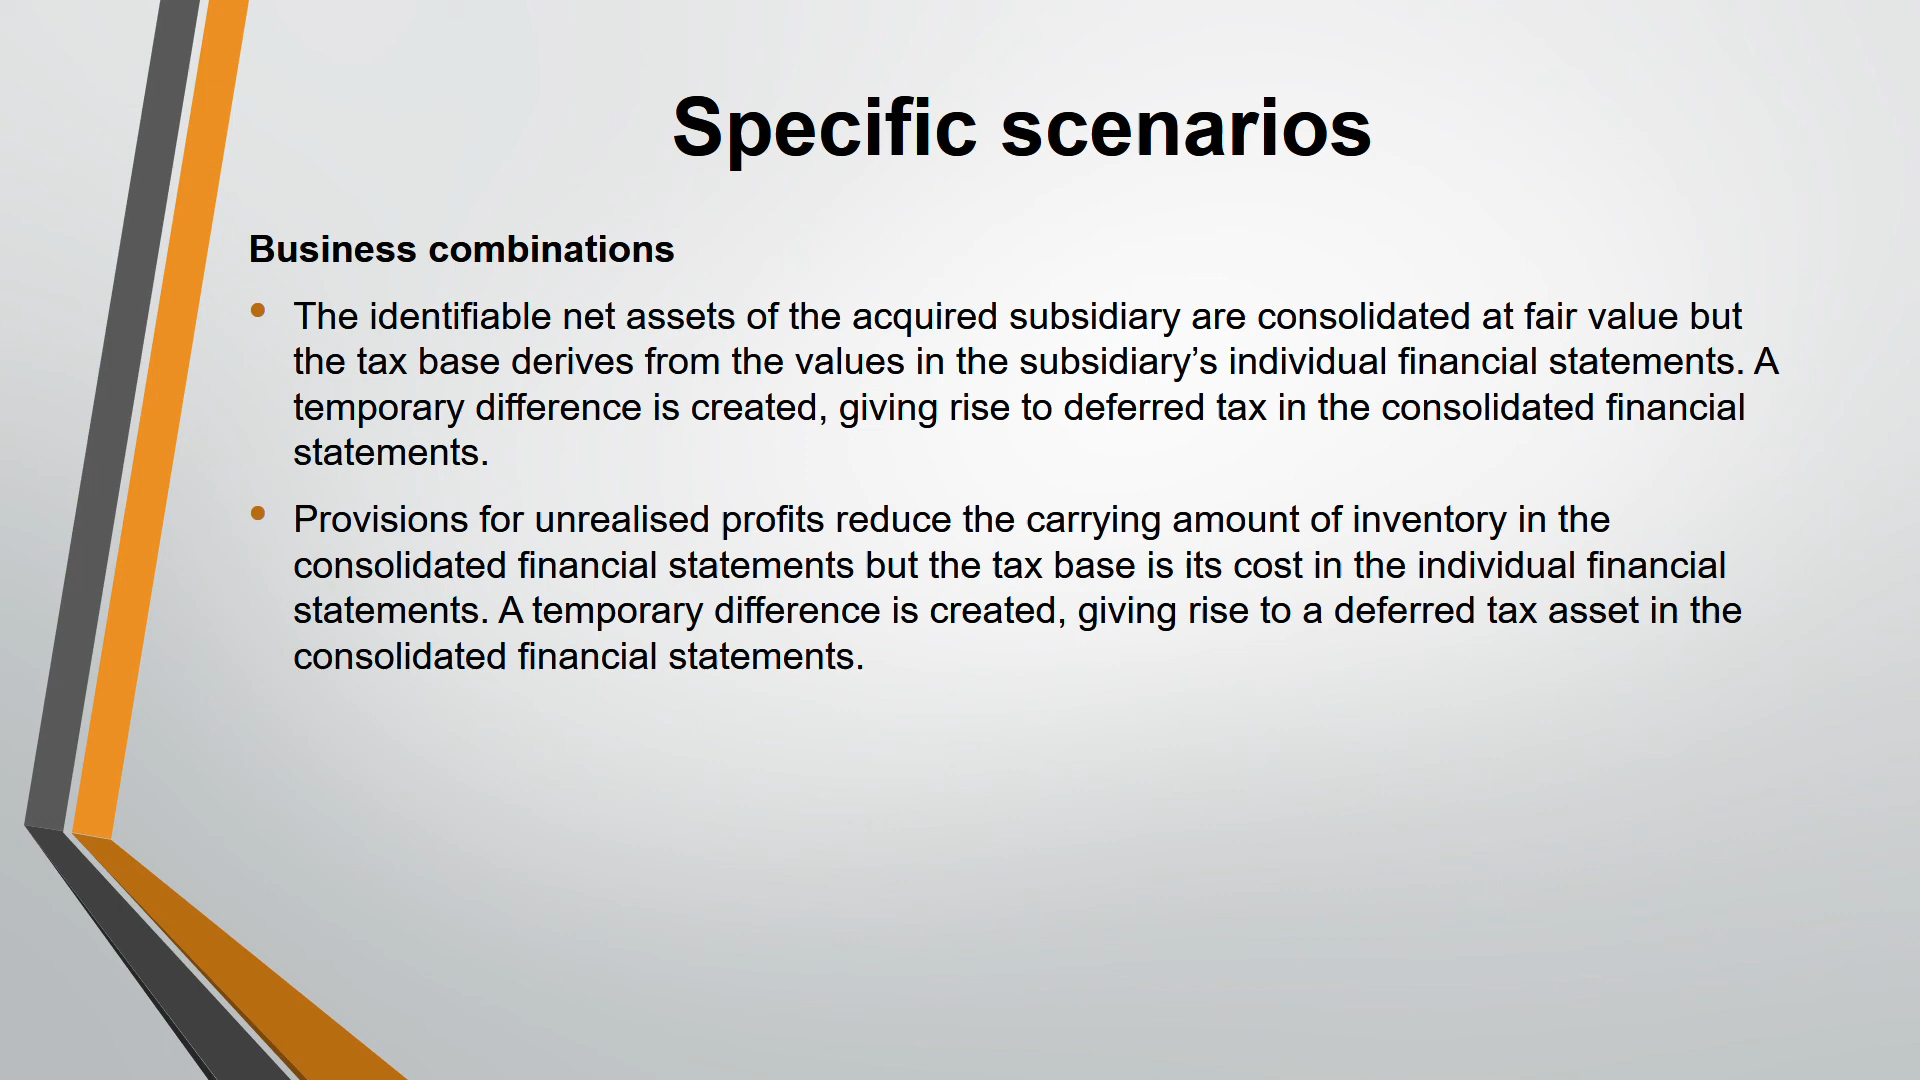 Specific scenarios
Business combinations
• The identifiable net assets of the acquired subsidiary are consolidated at fair value but
the tax base derives from the values in the subsidiary’s individual financial statements. A
temporary difference is created, giving rise to deferred tax in the consolidated financial
statements.
• Provisions for unrealised profits reduce the carrying amount of inventory in the
consolidated financial statements but the tax base is its cost in the individual financial
statements. A temporary difference is created, giving rise to a deferred tax asset in the
consolidated financial statements.